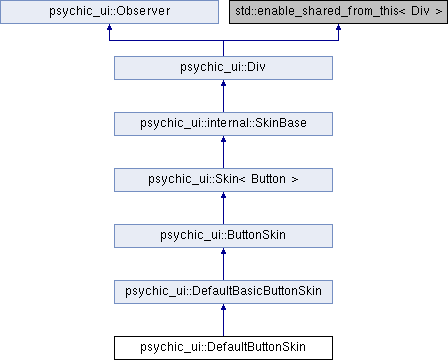 psychic_ui::Observer
std::enable_shared_from_this< Div >
psychic_ui::Div
psychic_ui::internal::SkinBase
psychic_ui::Skin< Button >
psychic_ui::ButtonSkin
psychic_ui::DefaultBasicButtonSkin
psychic_ui::DefaultButtonSkin